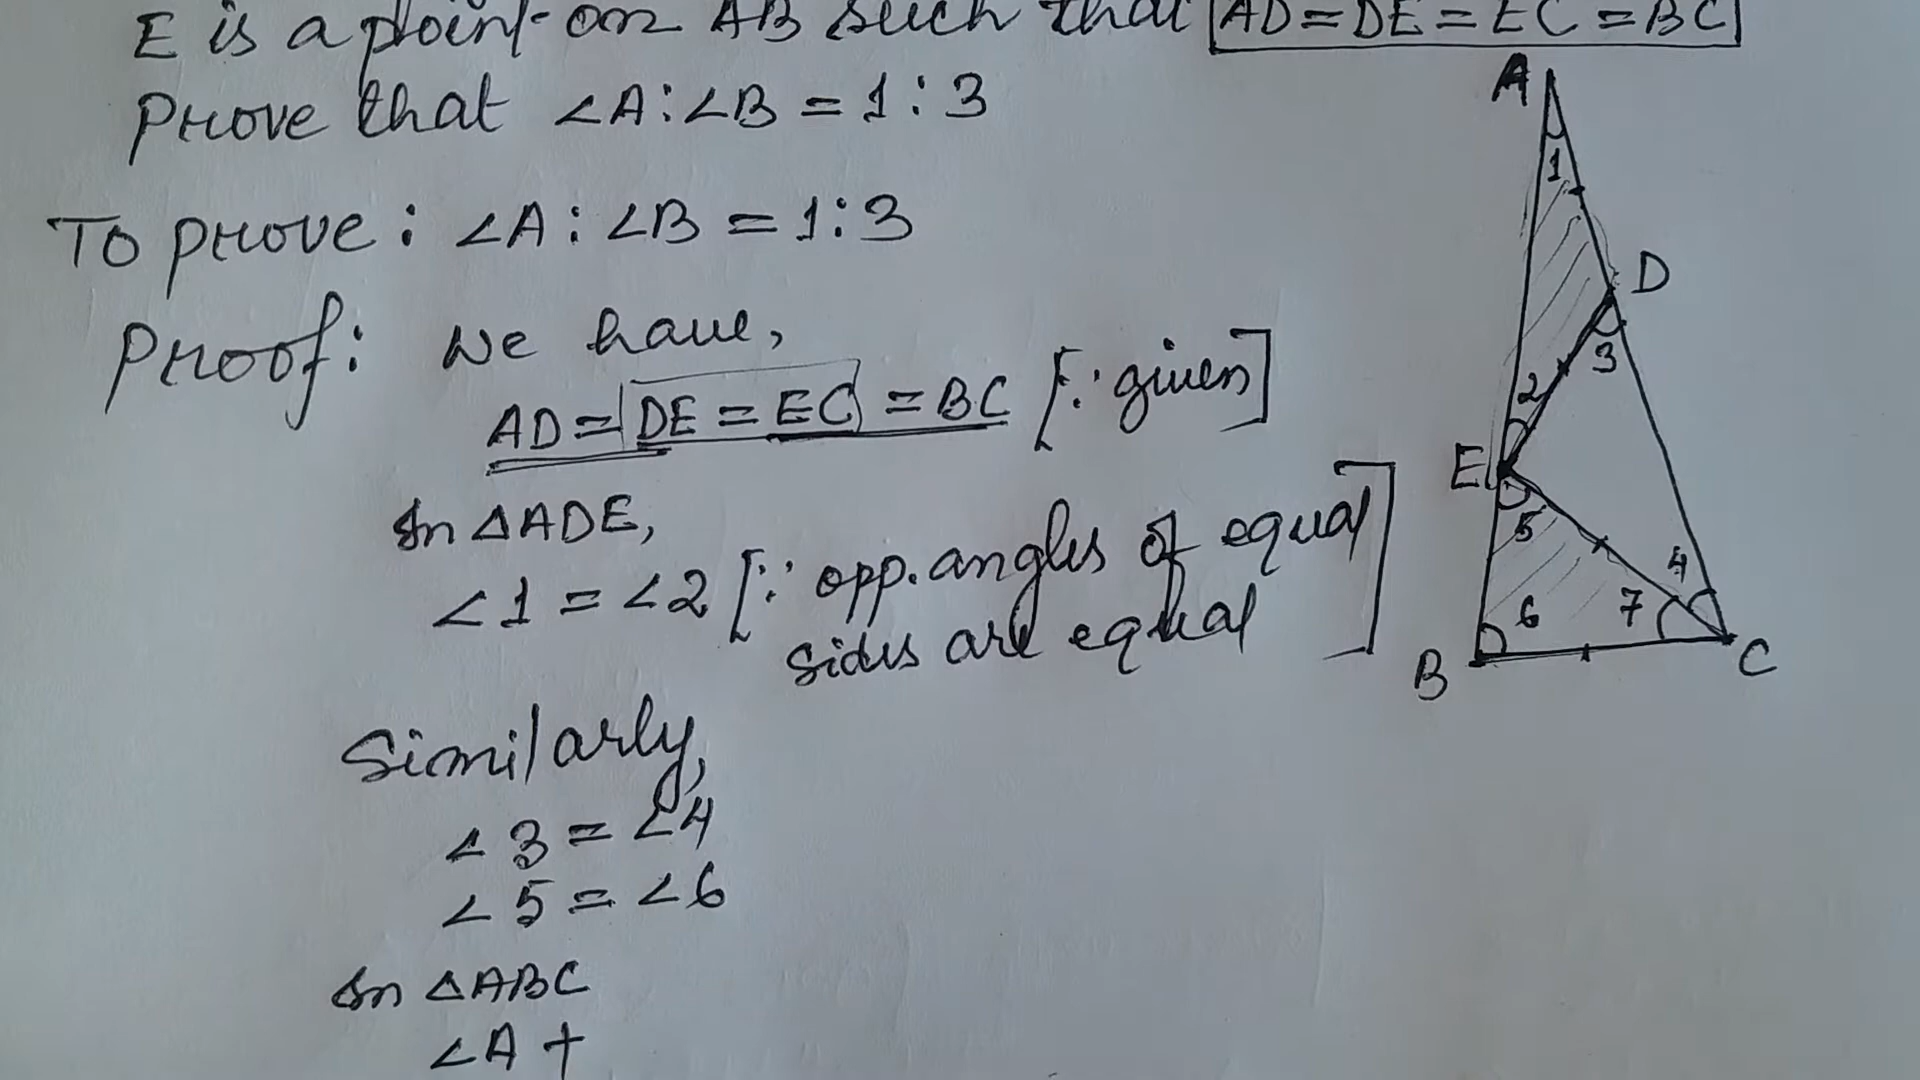 E is a point on AB such that AD=DE=EC=BC
Prove that ∠A:∠B = 1:3
To prove: ∠A:∠B = 1:3
Proof: We have,
AD=DE=EC=BC [∵ given]
In △ADE,
∠1 = ∠2 [∵ opp. angles of equal
sides are equal]
Similarly,
∠3 = ∠4
∠5 = ∠6
In △ABC
∠A +
A
1
D
3
2
E
5
4
6
7
B
C